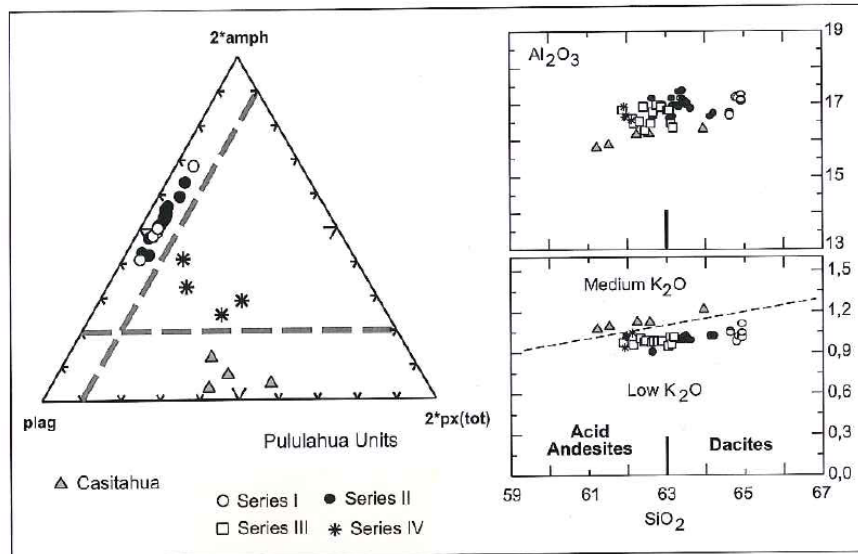 2*amph
plag
2*px(tot)
Pululahua Units
Casitahua
Series I
Series II
Series III
Series IV
Al₂O₃
19
17
15
13
Medium K₂O
Low K₂O
Acid
Andesites
Dacites
1,5
1,2
0,9
0,6
0,3
0,0
59
61
63
65
67
SiO₂